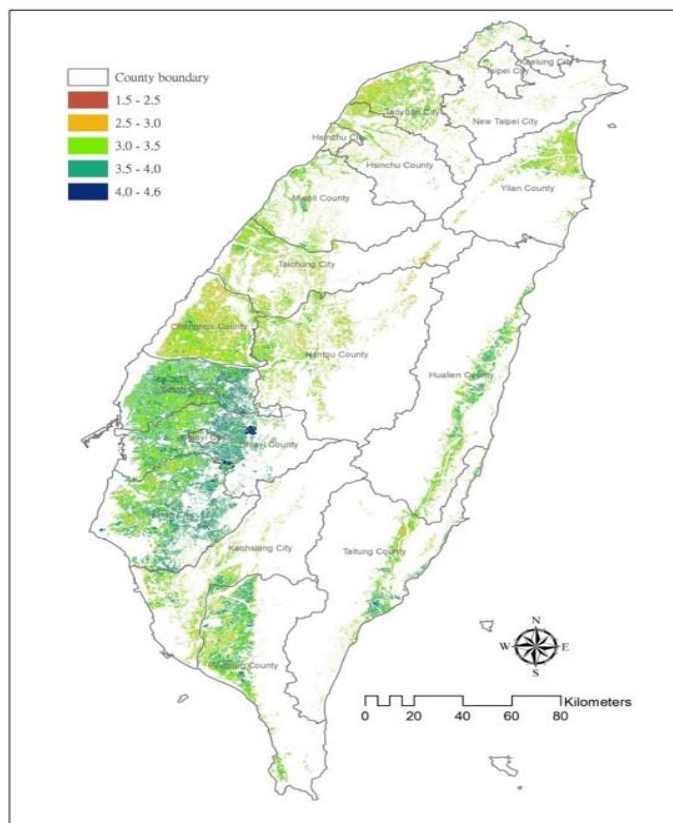 County boundary
1.5 - 2.5
2.5 - 3.0
3.0 - 3.5
3.5 - 4.0
4.0 - 4.6
Keelung City
Taipei City
Taoyuan City
New Taipei City
Hsinchu City
Hsinchu County
Yilan County
Miaoli County
Taichung City
Changhua County
Nantou County
Hualien County
County
Kaohsiung City
Taitung County
Pingtung County
N
W
E
S
Kilometers
0 5 10 20 40 60 80